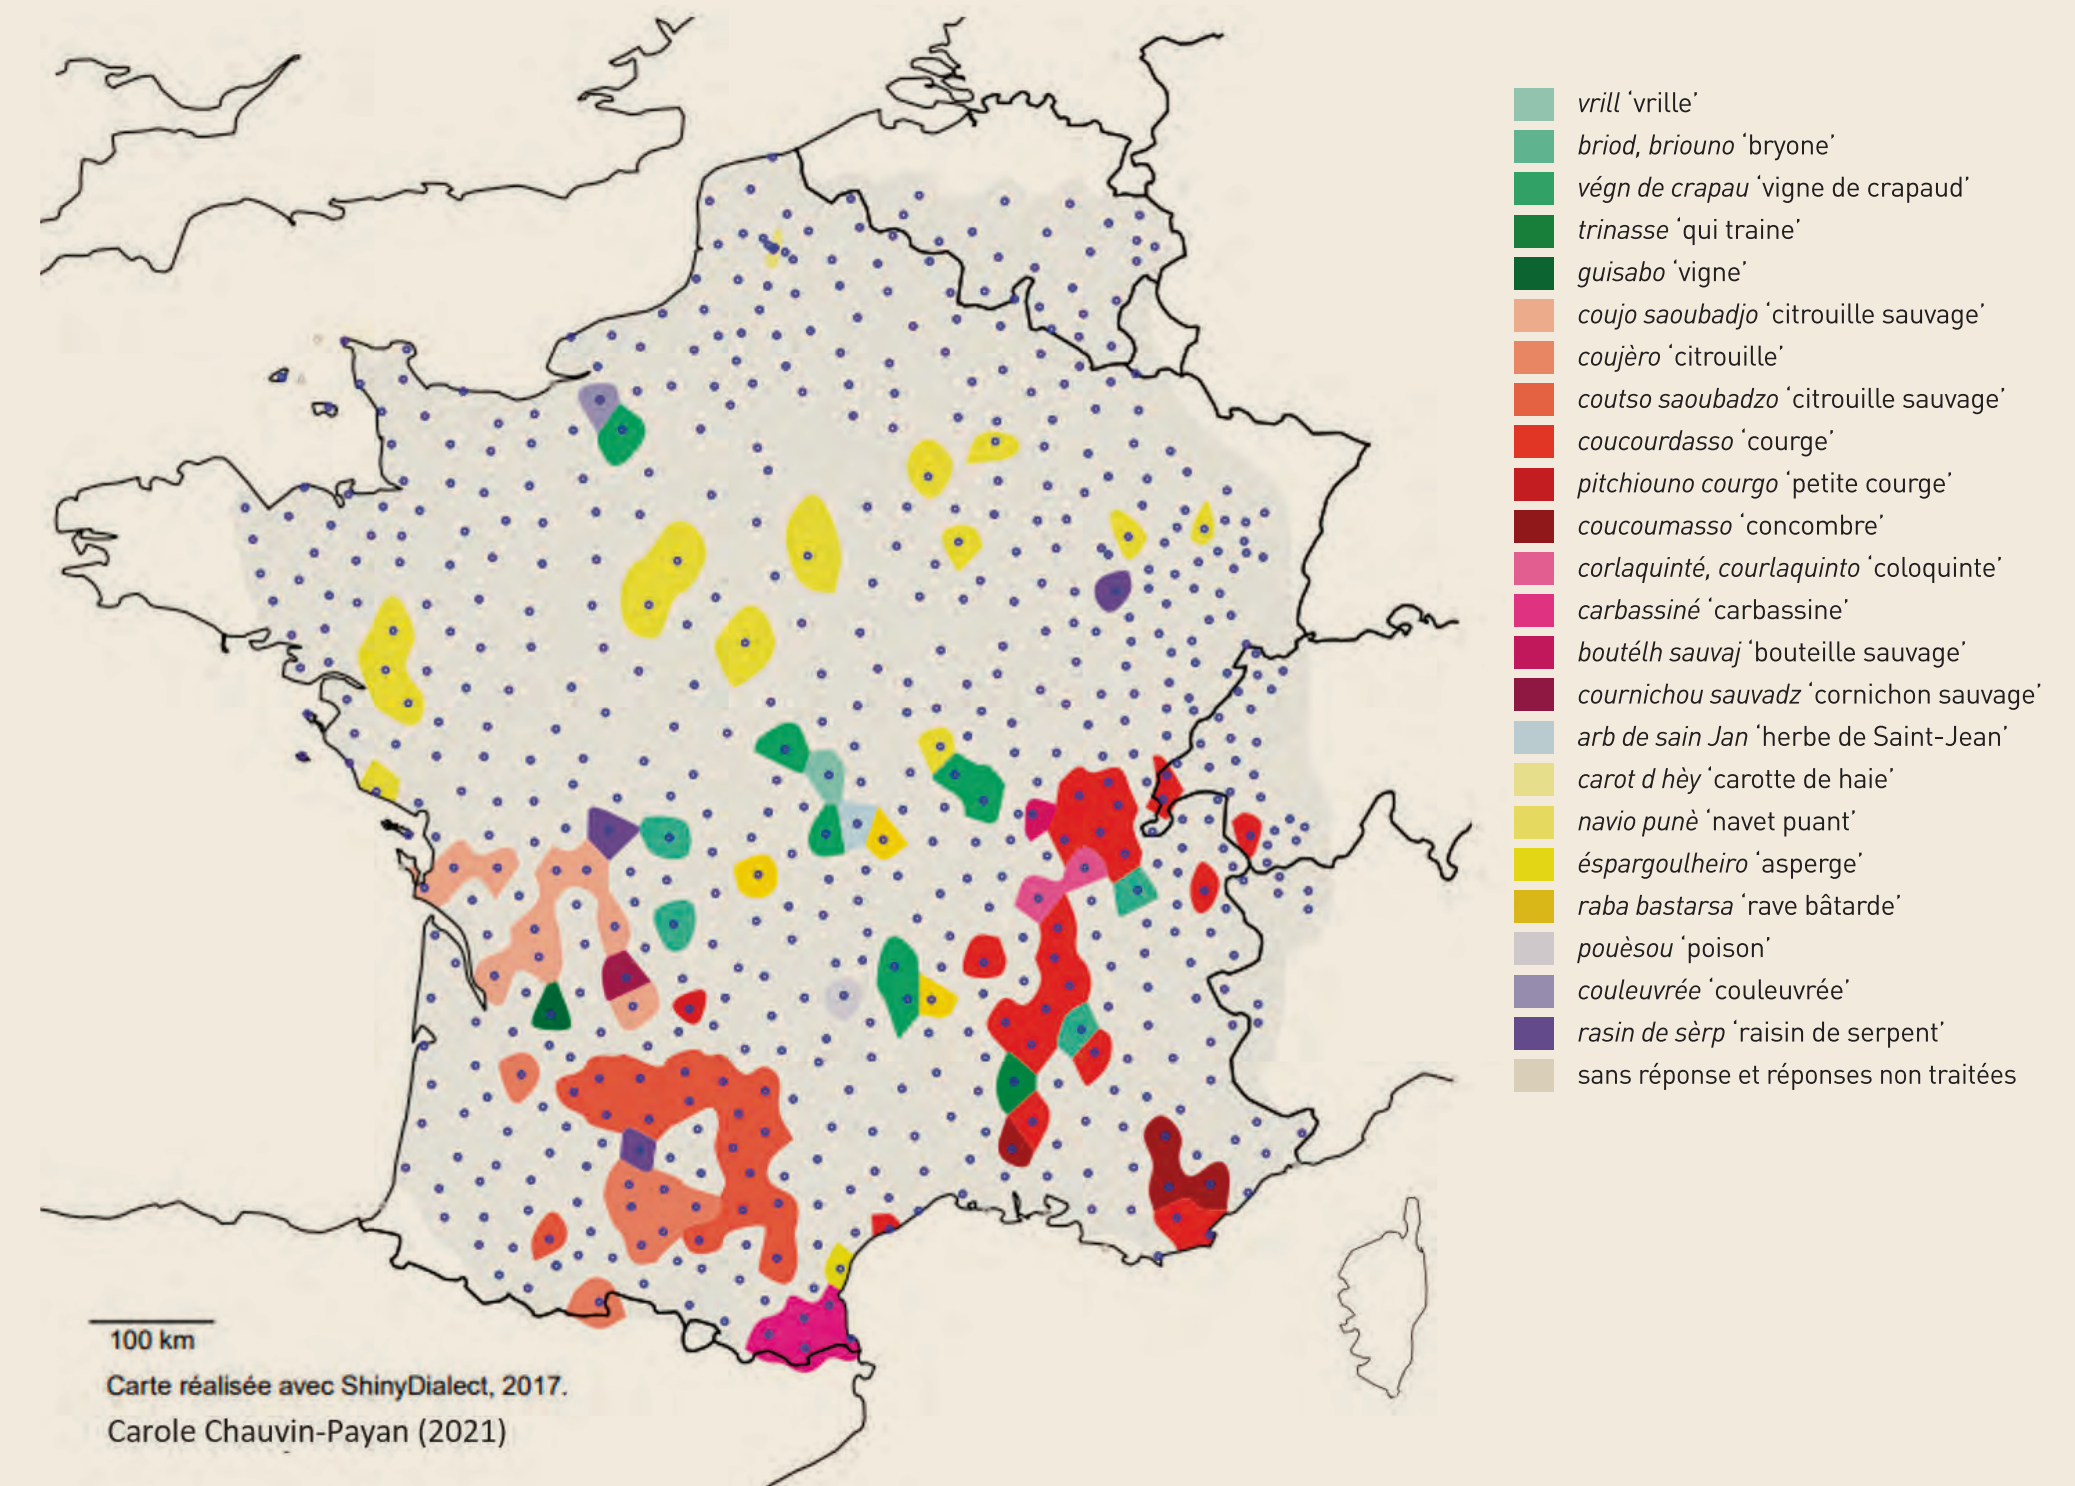 vrill ‘vrille’
briod, briouno ‘bryone’
végn de crapau ‘vigne de crapaud’
trinasse ‘qui traine’
guisabo ‘vigne’
coujo saoubadjo ‘citrouille sauvage’
coujèro ‘citrouille’
coutso saoubadzo ‘citrouille sauvage’
coucourdasso ‘courge’
pitchiouno courgo ‘petite courge’
coucoumasso ‘concombre’
corlaquinté, courlaquinto ‘coloquinte’
carbassiné ‘carbassine’
boutélh sauvaj ‘bouteille sauvage’
cournichou sauvadz ‘cornichon sauvage’
arb de sain Jan ‘herbe de Saint-Jean’
carot d hèy ‘carotte de haie’
navio punè ‘navet puant’
éspargoulheiro ‘asperge’
raba bastarsa ‘rave bâtarde’
pouèsou ‘poison’
couleuvrée ‘couleuvrée’
rasin de sèrp ‘raisin de serpent’
sans réponse et réponses non traitées
100 km
Carte réalisée avec ShinyDialect, 2017.
Carole Chauvin-Payan (2021)